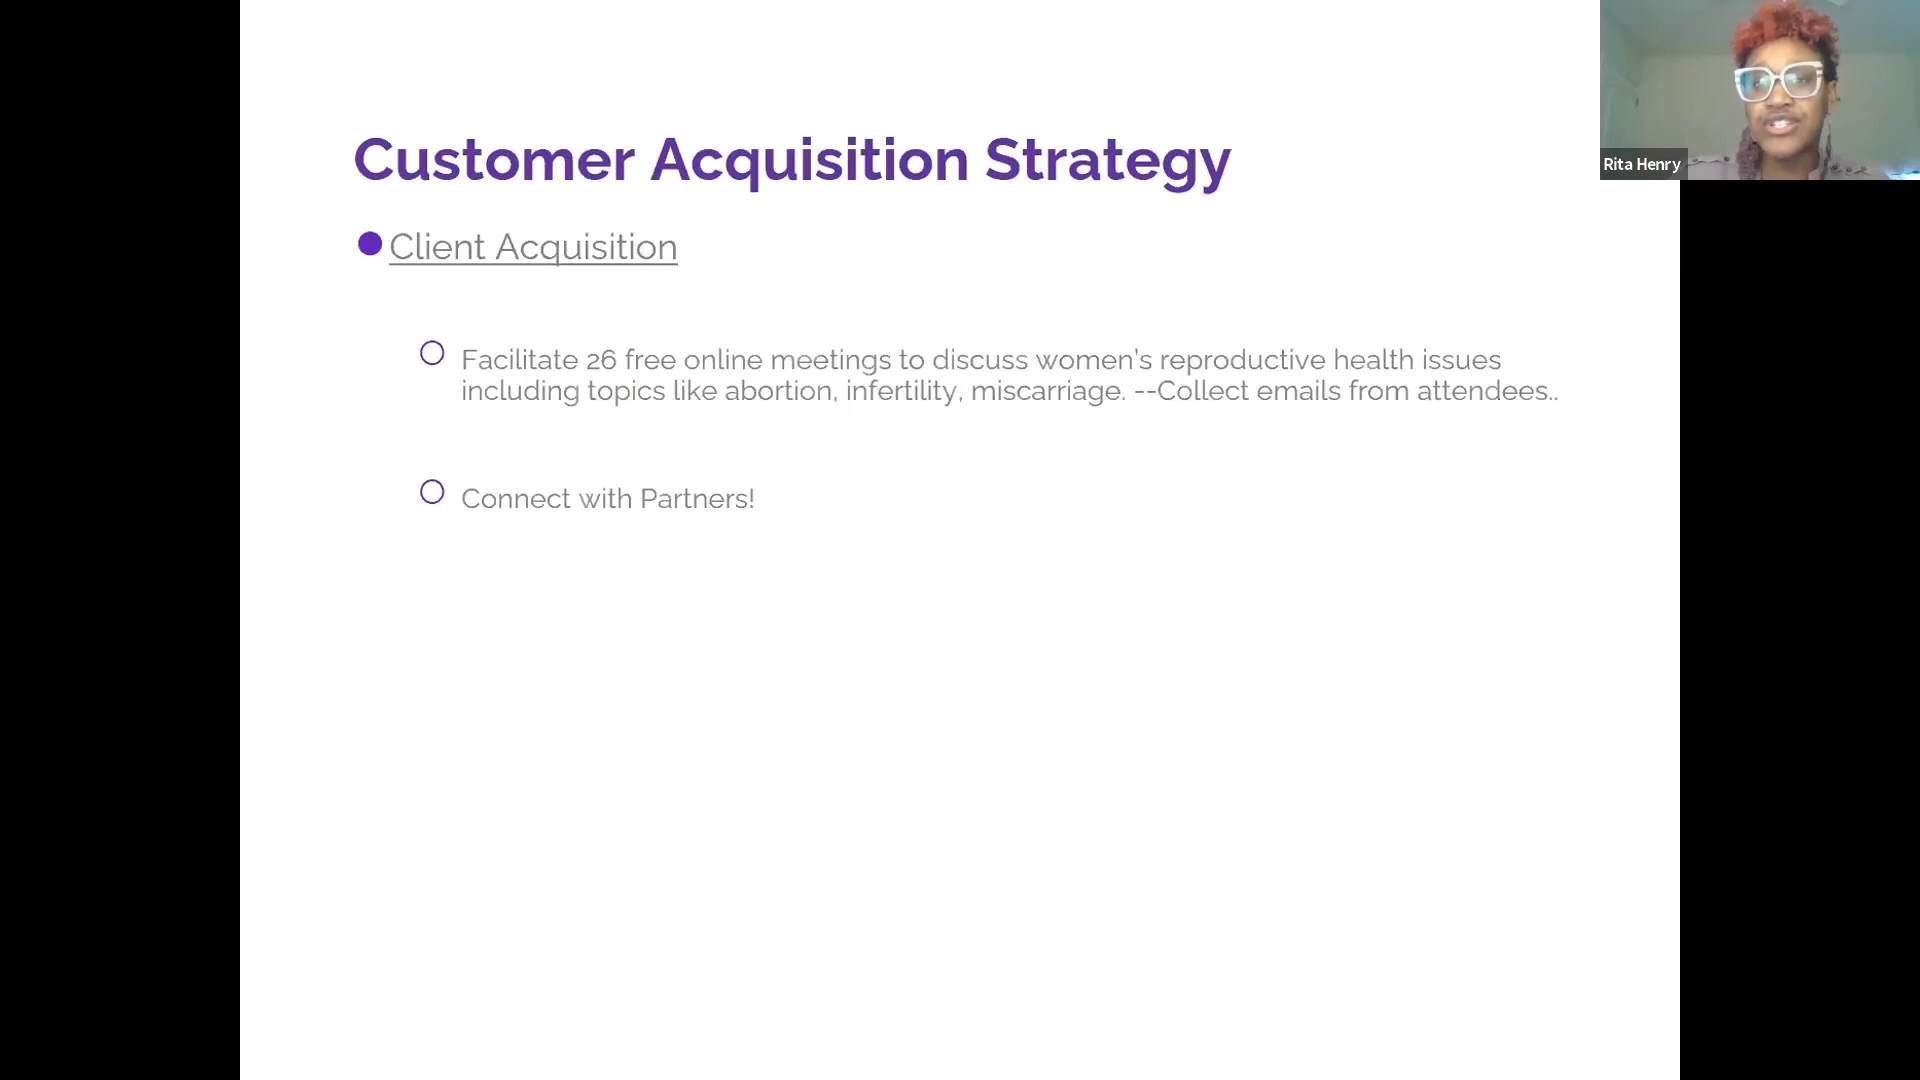 Customer Acquisition Strategy
Client Acquisition
Facilitate 26 free online meetings to discuss women’s reproductive health issues
including topics like abortion, infertility, miscarriage. --Collect emails from attendees..
Connect with Partners!
Rita Henry